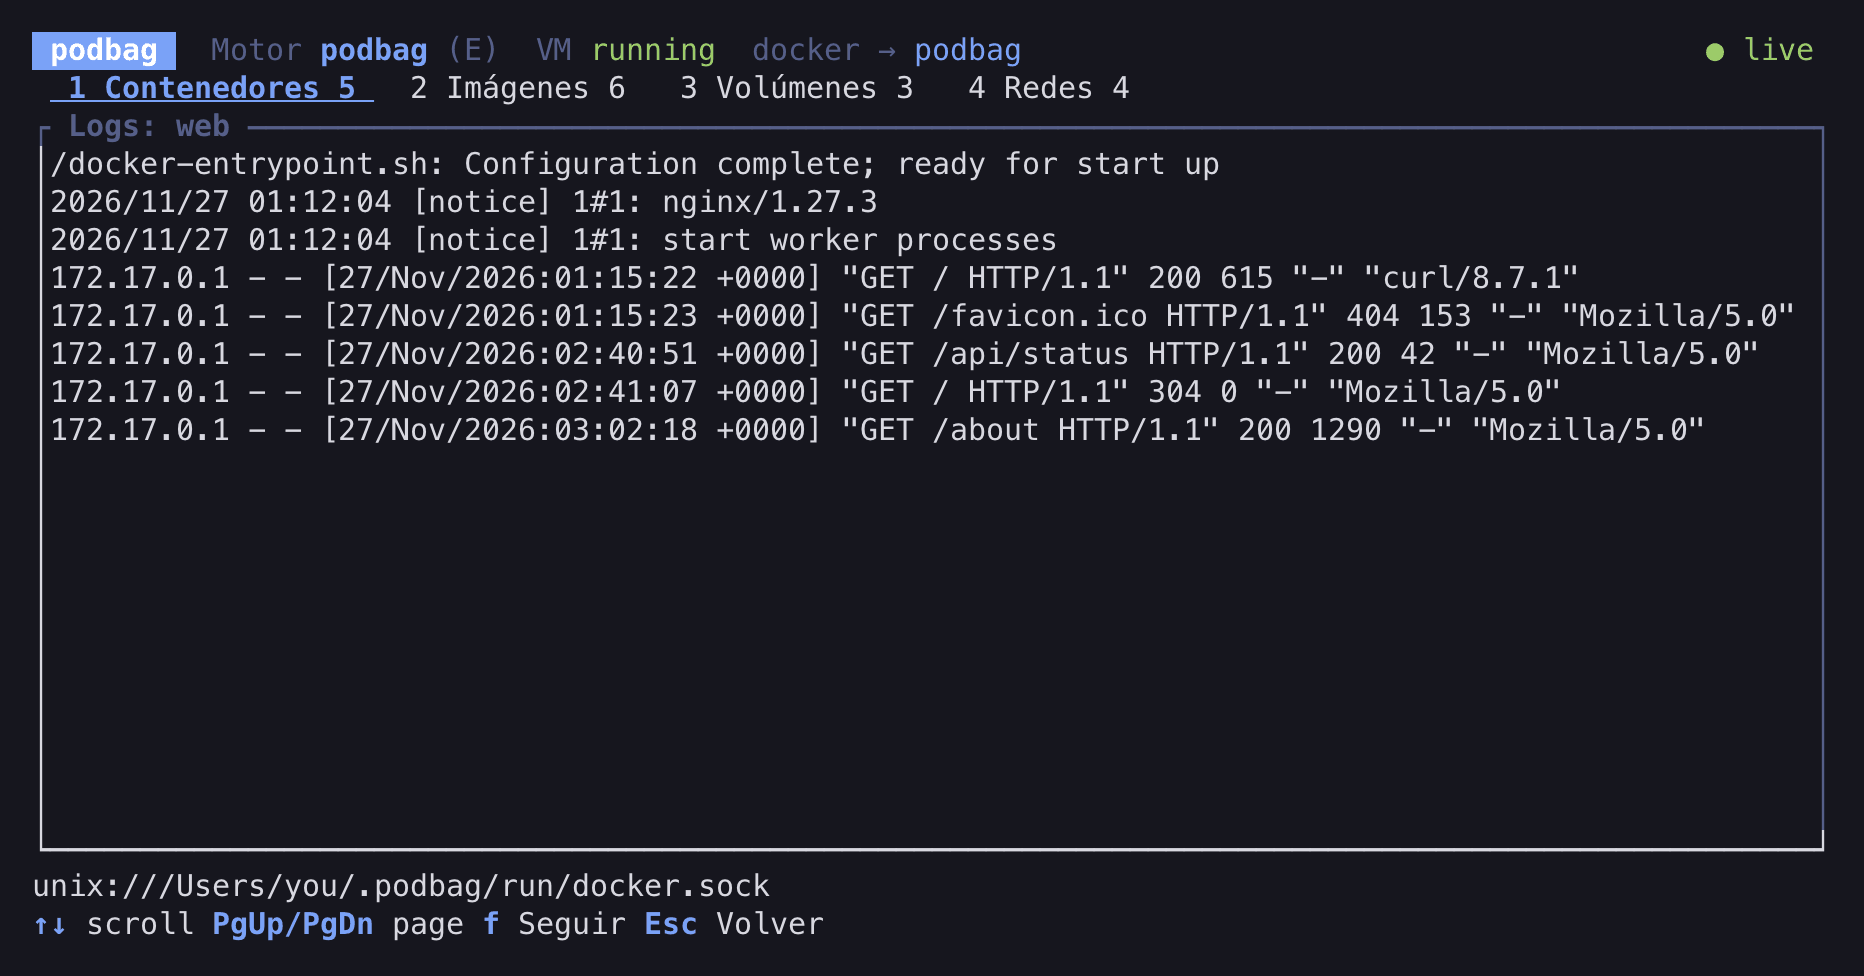 podbag Motor podbag (E) VM running docker → podbag ● live
1 Contenedores 5 2 Imágenes 6 3 Volúmenes 3 4 Redes 4
Logs: web
/docker-entrypoint.sh: Configuration complete; ready for start up
2026/11/27 01:12:04 [notice] 1#1: nginx/1.27.3
2026/11/27 01:12:04 [notice] 1#1: start worker processes
172.17.0.1 - - [27/Nov/2026:01:15:22 +0000] "GET / HTTP/1.1" 200 615 "-" "curl/8.7.1"
172.17.0.1 - - [27/Nov/2026:01:15:23 +0000] "GET /favicon.ico HTTP/1.1" 404 153 "-" "Mozilla/5.0"
172.17.0.1 - - [27/Nov/2026:02:40:51 +0000] "GET /api/status HTTP/1.1" 200 42 "-" "Mozilla/5.0"
172.17.0.1 - - [27/Nov/2026:02:41:07 +0000] "GET / HTTP/1.1" 304 0 "-" "Mozilla/5.0"
172.17.0.1 - - [27/Nov/2026:03:02:18 +0000] "GET /about HTTP/1.1" 200 1290 "-" "Mozilla/5.0"
unix:///Users/you/.podbag/run/docker.sock
↑↓ scroll PgUp/PgDn page f Seguir Esc Volver